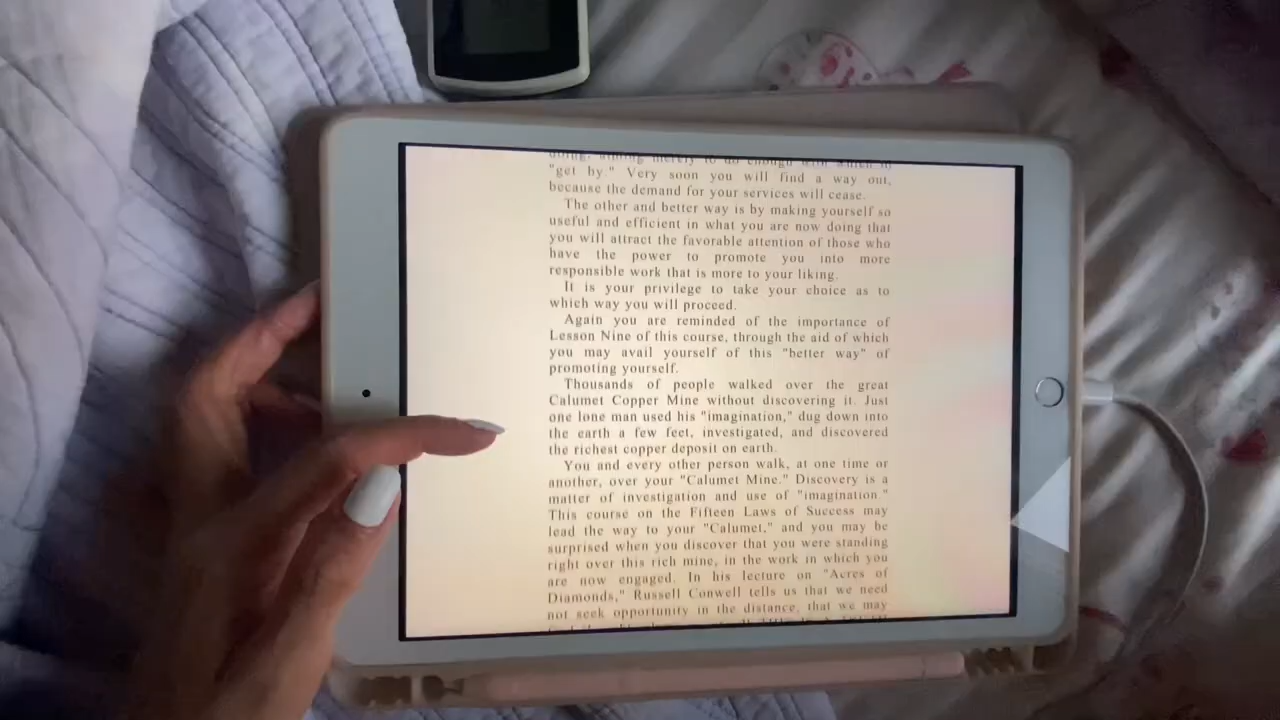 doing, aiming merely to do enough with which to
"get by." Very soon you will find a way out,
because the demand for your services will cease.
The other and better way is by making yourself so
useful and efficient in what you are now doing that
you will attract the favorable attention of those who
have the power to promote you into more
responsible work that is more to your liking.
It is your privilege to take your choice as to
which way you will proceed.
Again you are reminded of the importance of
Lesson Nine of this course, through the aid of which
you may avail yourself of this "better way" of
promoting yourself.
Thousands of people walked over the great
Calumet Copper Mine without discovering it. Just
one lone man used his "imagination," dug down into
the earth a few feet, investigated, and discovered
the richest copper deposit on earth.
You and every other person walk, at one time or
another, over your "Calumet Mine." Discovery is a
matter of investigation and use of "imagination."
This course on the Fifteen Laws of Success may
lead the way to your "Calumet," and you may be
surprised when you discover that you were standing
right over this rich mine, in the work in which you
are now engaged. In his lecture on "Acres of
Diamonds," Russell Conwell tells us that we need
not seek opportunity in the distance, that we may